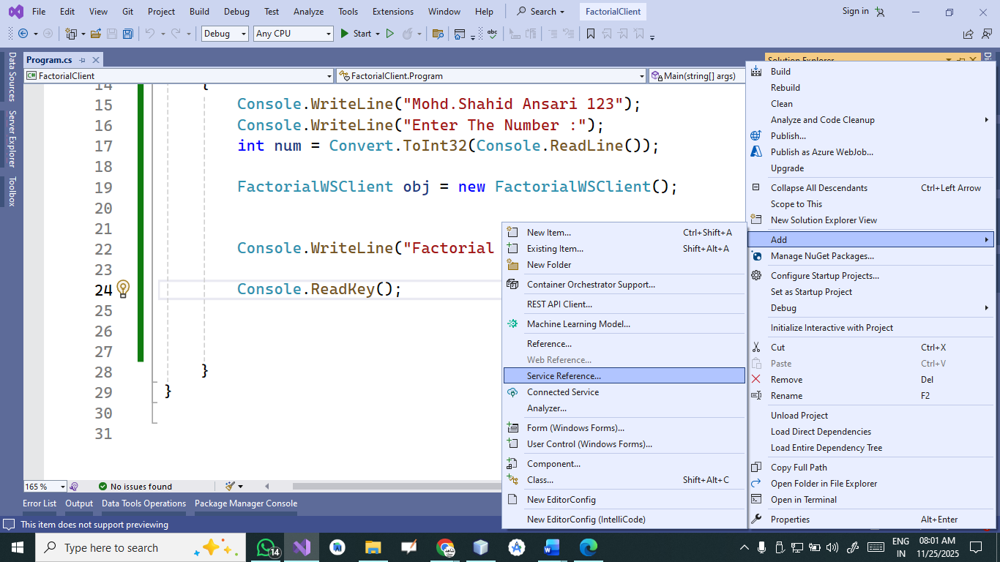 File Edit View Git Project Build Debug Test Analyze Tools Extensions Window Help Search FactorialClient Sign in
Debug Any CPU Start
Program.cs
Solution Explorer
FactorialClient FactorialClient.Program Main(string[] args)
Data Sources
Server Explorer
Toolbox
14 {
15 Console.WriteLine("Mohd.Shahid Ansari 123");
16 Console.WriteLine("Enter The Number :");
17 int num = Convert.ToInt32(Console.ReadLine());
18
19 FactorialWSClient obj = new FactorialWSClient();
20
21
22 Console.WriteLine("Factorial
23
24 Console.ReadKey();
25
26
27
28 }
29 }
30
31
New Item... Ctrl+Shift+A
Existing Item... Shift+Alt+A
New Folder
Container Orchestrator Support...
REST API Client...
Machine Learning Model...
Reference...
Web Reference...
Service Reference...
Connected Service
Analyzer...
Form (Windows Forms)...
User Control (Windows Forms)...
Component...
Class... Shift+Alt+C
New EditorConfig
New EditorConfig (IntelliCode)
Build
Rebuild
Clean
Analyze and Code Cleanup
Publish...
Publish as Azure WebJob...
Upgrade
Collapse All Descendants Ctrl+Left Arrow
Scope to This
New Solution Explorer View
Add
Manage NuGet Packages...
Configure Startup Projects...
Set as Startup Project
Debug
Initialize Interactive with Project
Cut Ctrl+X
Paste Ctrl+V
Remove Del
Rename F2
Unload Project
Load Direct Dependencies
Load Entire Dependency Tree
Copy Full Path
Open Folder in File Explorer
Open in Terminal
Properties Alt+Enter
165 % No issues found
Error List Output Data Tools Operations Package Manager Console
This item does not support previewing
Type here to search
14
ENG
IN
08:01 AM
11/25/2025